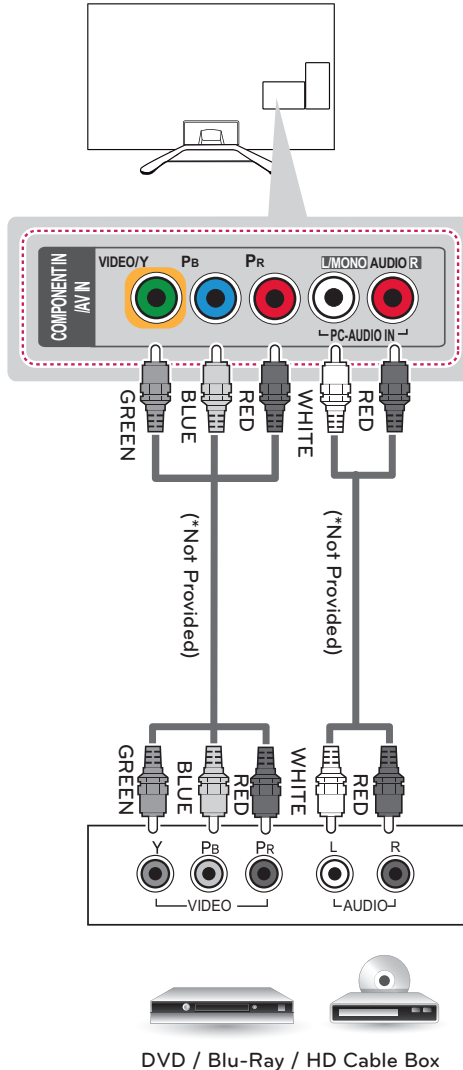 COMPONENT IN
/AV IN
VIDEO/Y PB PR L/MONO AUDIO R
PC-AUDIO IN
GREEN
BLUE
RED
WHITE
RED
(*Not Provided)
(*Not Provided)
GREEN
BLUE
RED
WHITE
RED
Y PB PR L R
VIDEO AUDIO
DVD / Blu-Ray / HD Cable Box